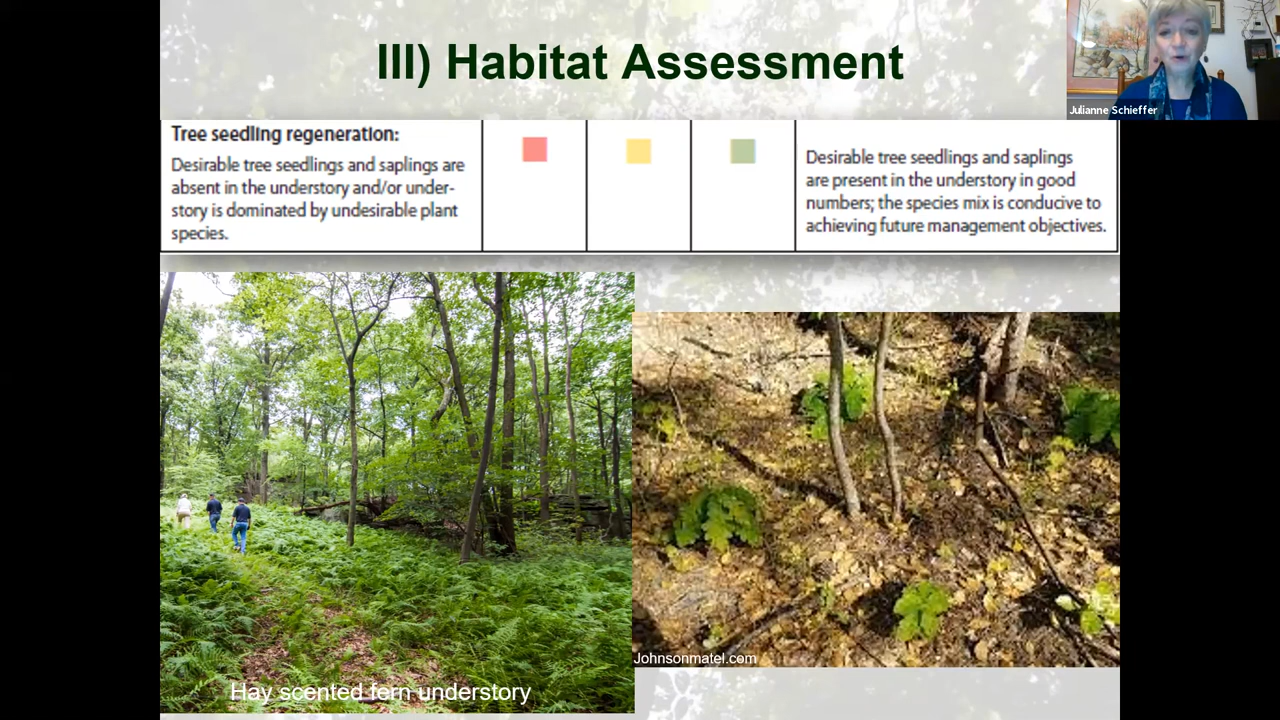 III) Habitat Assessment
Julianne Schieffer
Tree seedling regeneration:
Desirable tree seedlings and saplings are
absent in the understory and/or under-
story is dominated by undesirable plant
species.
Desirable tree seedlings and saplings
are present in the understory in good
numbers; the species mix is conducive to
achieving future management objectives.
Johnsonmatel.com
Hay scented fern understory